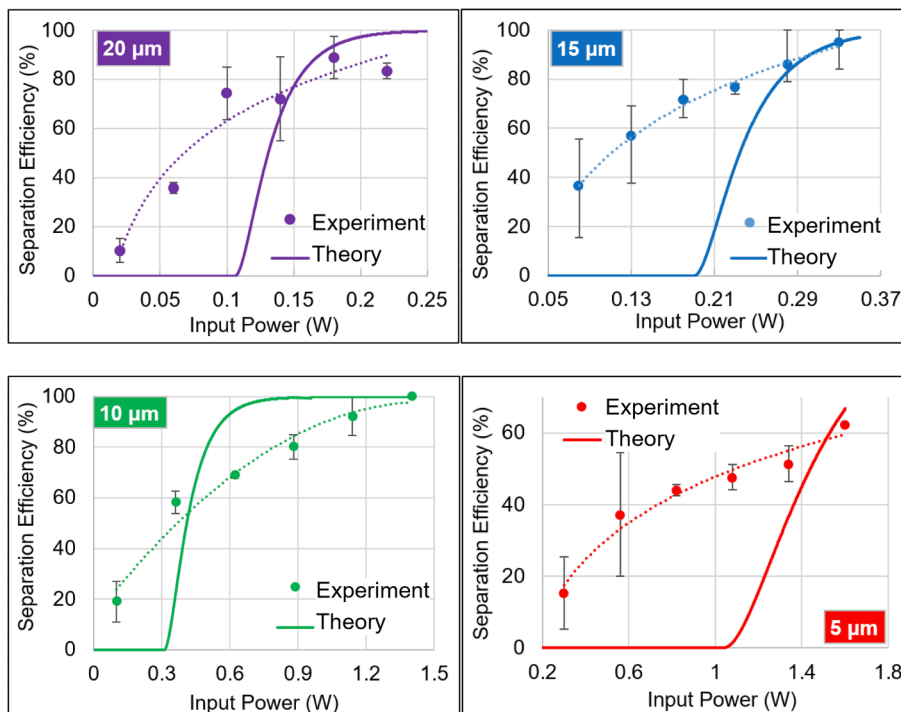 20 µm
Separation Efficiency (%)
100
80
60
40
20
0
Experiment
Theory
0 0.05 0.1 0.15 0.2 0.25
Input Power (W)
15 µm
Separation Efficiency (%)
100
80
60
40
20
0
Experiment
Theory
0.05 0.13 0.21 0.29 0.37
Input Power (W)
10 µm
Separation Efficiency (%)
100
80
60
40
20
0
Experiment
Theory
0 0.3 0.6 0.9 1.2 1.5
Input Power (W)
Separation Efficiency (%)
60
40
20
0
Experiment
Theory
5 µm
0.2 0.6 1 1.4 1.8
Input Power (W)